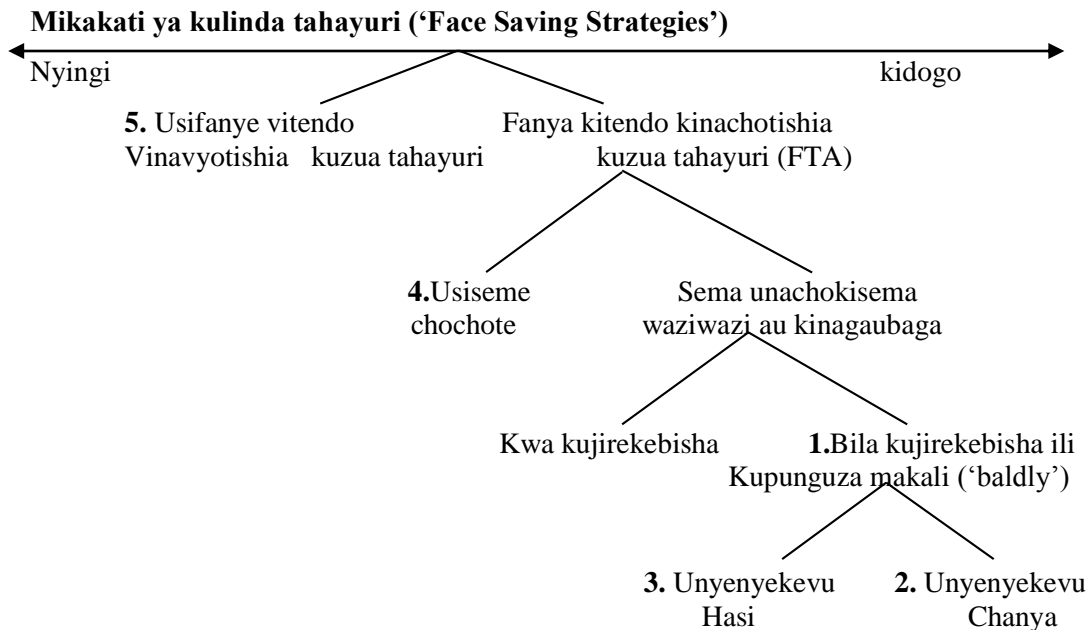 Mikakati ya kulinda tahayuri (‘Face Saving Strategies’)
Nyingi kidogo
5. Usifanye vitendo
Vinavyotishia kuzua tahayuri
Fanya kitendo kinachotishia
kuzua tahayuri (FTA)
4.Usiseme
chochote
Sema unachokisema
waziwazi au kinagaubaga
Kwa kujirekebisha
1.Bila kujirekebisha ili
Kupunguza makali (‘baldly’)
3. Unyenyekevu
Hasi
2. Unyenyekevu
Chanya